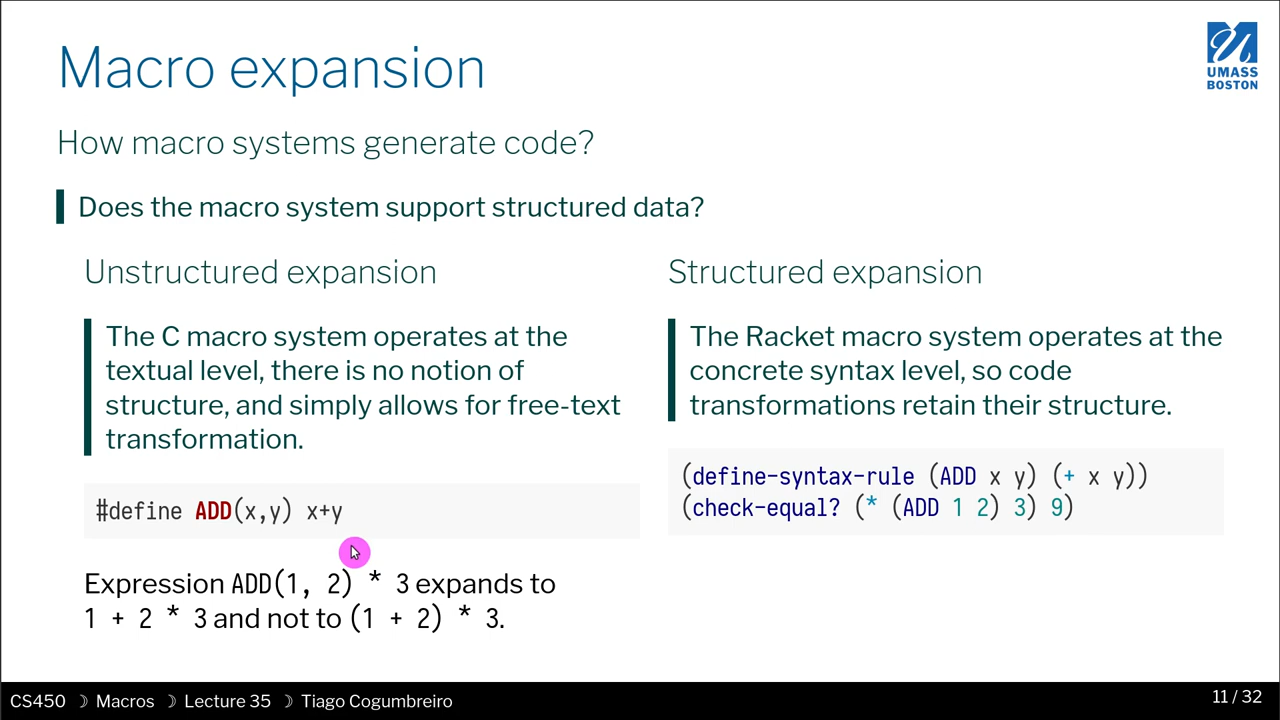 Macro expansion
UMASS
BOSTON
How macro systems generate code?
Does the macro system support structured data?
Unstructured expansion
The C macro system operates at the
textual level, there is no notion of
structure, and simply allows for free-text
transformation.
#define ADD(x,y) x+y
Expression ADD(1, 2) * 3 expands to
1 + 2 * 3 and not to (1 + 2) * 3.
Structured expansion
The Racket macro system operates at the
concrete syntax level, so code
transformations retain their structure.
(define-syntax-rule (ADD x y) (+ x y))
(check-equal? (* (ADD 1 2) 3) 9)
CS450 ☽ Macros ☽ Lecture 35 ☽ Tiago Cogumbreiro
11 / 32